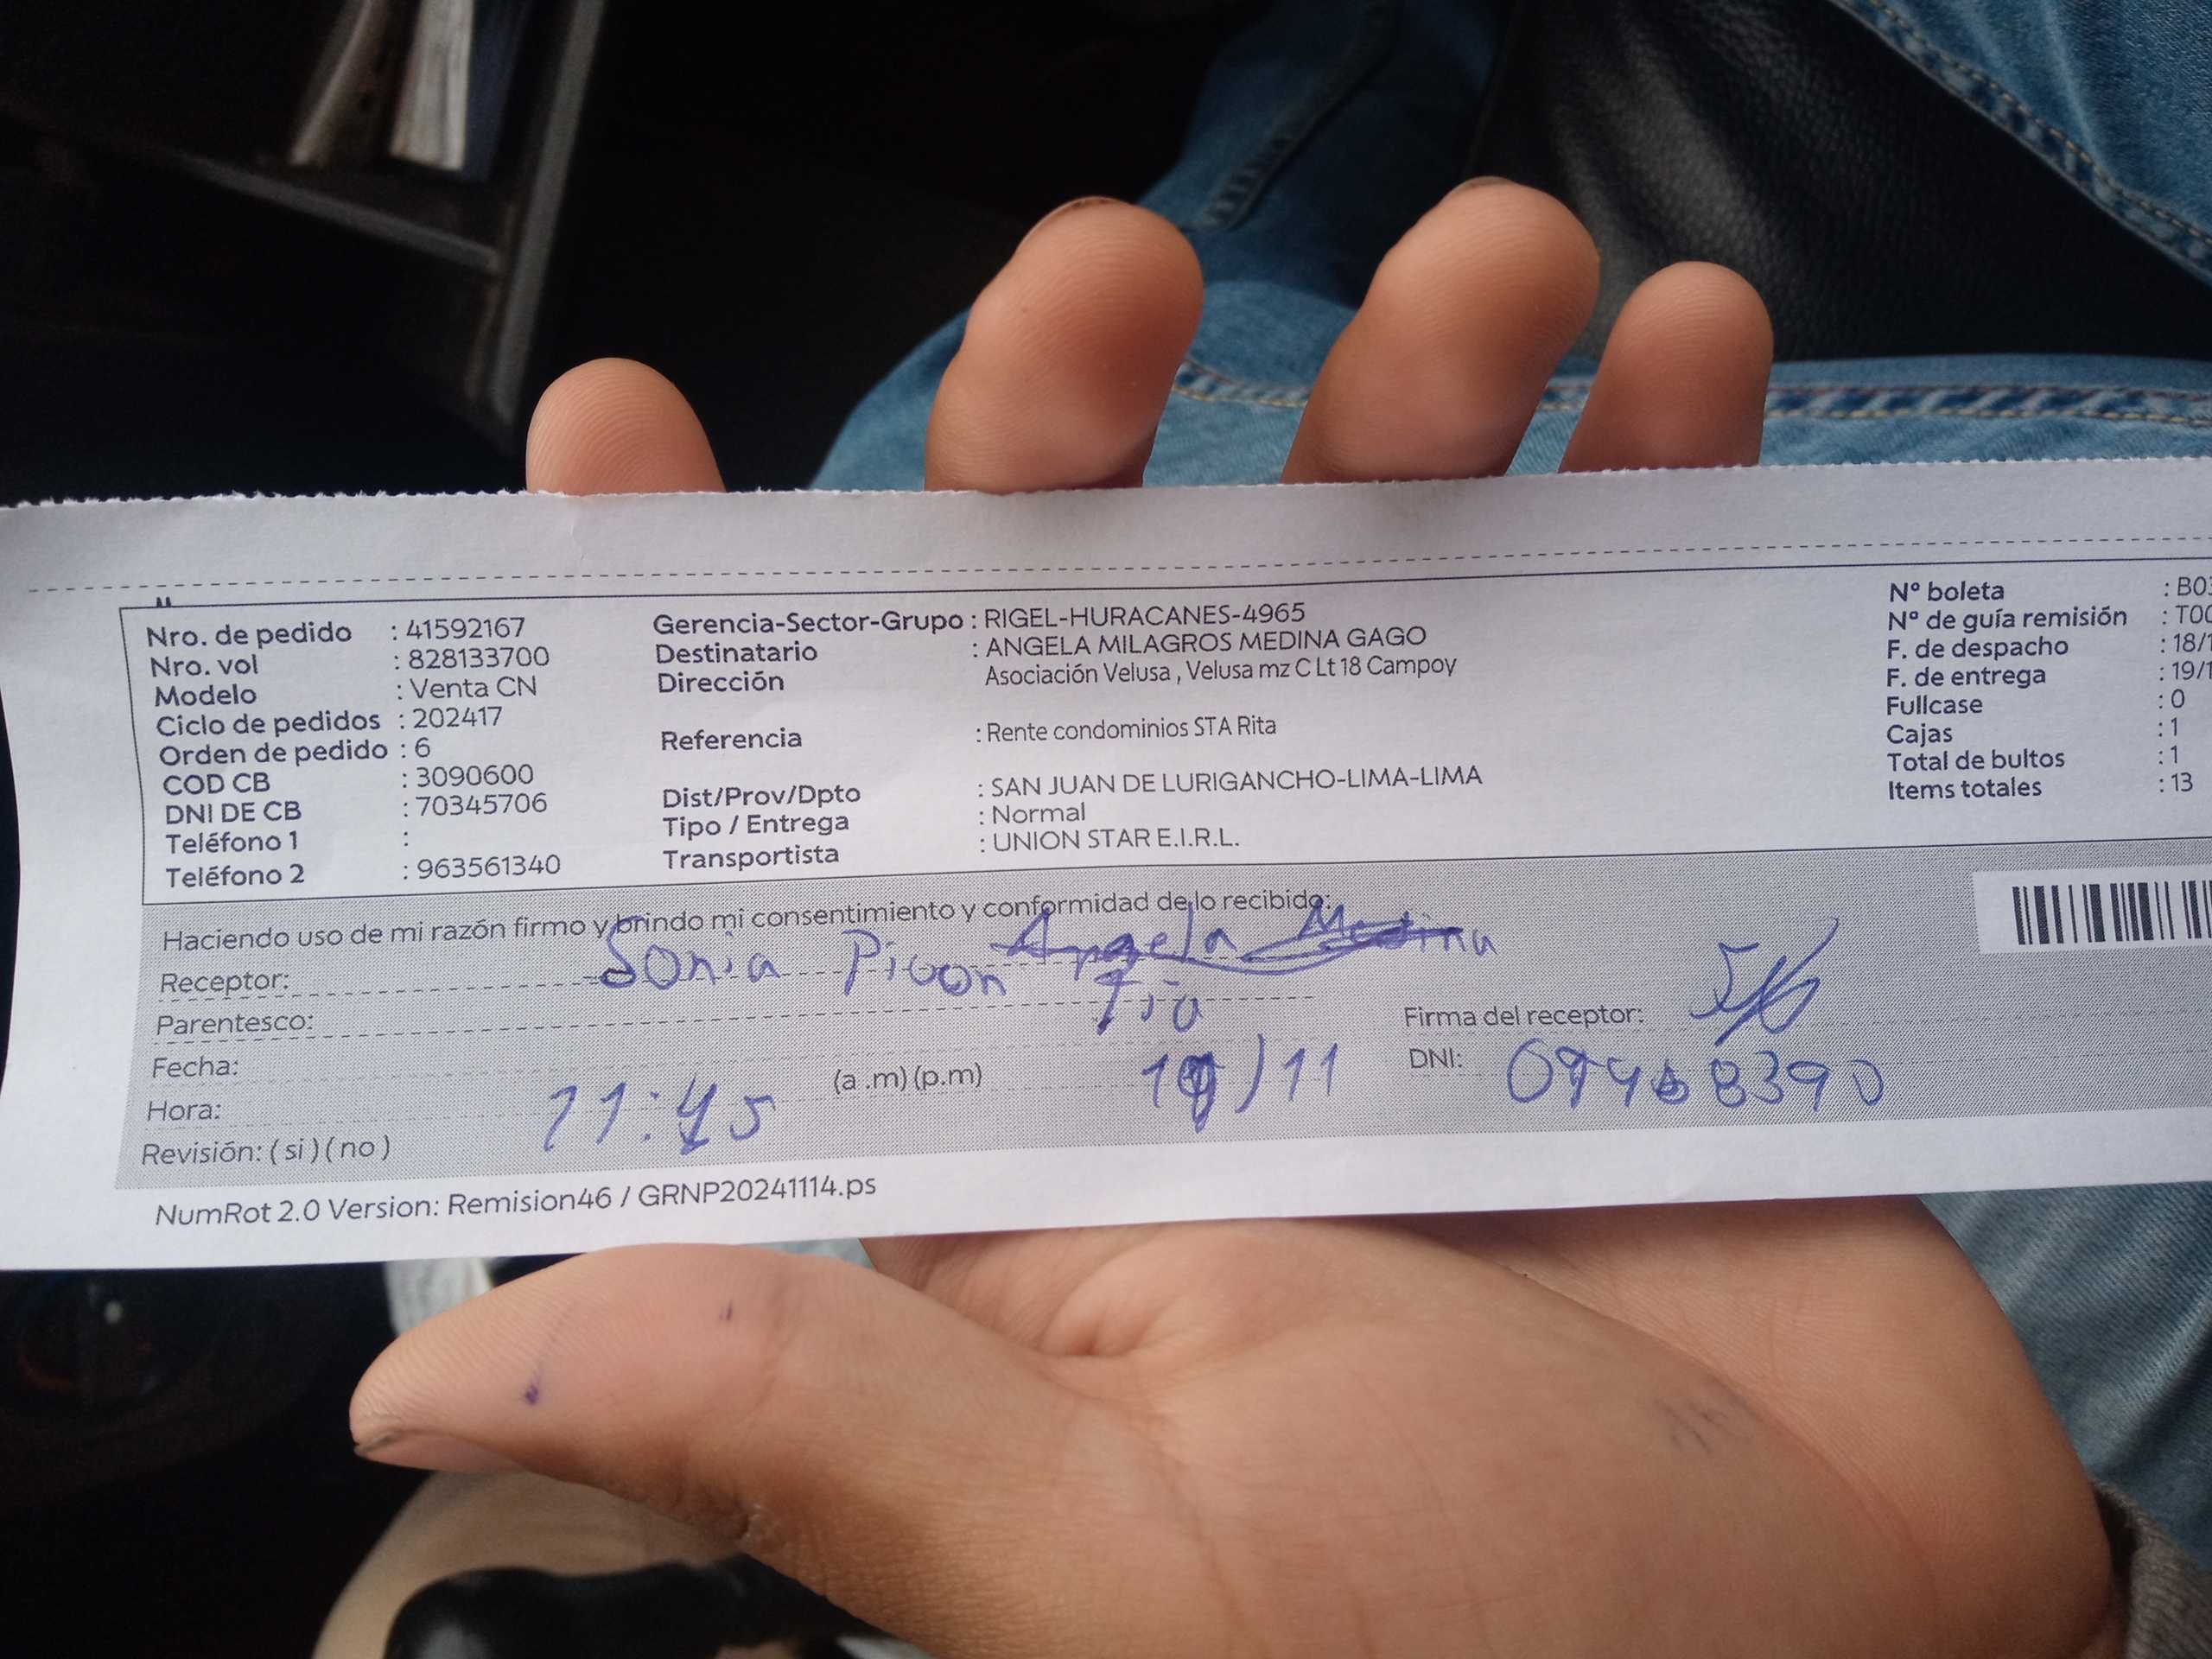 Nro. de pedido : 41592167
Nro. vol : 828133700
Modelo : Venta CN
Ciclo de pedidos : 202417
Orden de pedido : 6
COD CB : 3090600
DNI DE CB : 70345706
Teléfono 1 :
Teléfono 2 : 963561340
Gerencia-Sector-Grupo : RIGEL-HURACANES-4965
Destinatario : ANGELA MILAGROS MEDINA GAGO
Dirección Asociación Velusa , Velusa mz C Lt 18 Campoy
Referencia : Rente condominios STA Rita
Dist/Prov/Dpto : SAN JUAN DE LURIGANCHO-LIMA-LIMA
Tipo / Entrega : Normal
Transportista : UNION STAR E.I.R.L.
Nº boleta : B03
Nº de guía remisión : T00
F. de despacho : 18/1
F. de entrega : 19/1
Fullcase : 0
Cajas : 1
Total de bultos : 1
Items totales : 13
Haciendo uso de mi razón firmo y brindo mi consentimiento y conformidad de lo recibido:
Receptor: Sonia Picon Angela Medina
Parentesco: Tia
Firma del receptor:
Fecha: 19/11
DNI:
Hora: 11:45 (a .m) (p.m)
Revisión: ( si ) ( no )
NumRot 2.0 Version: Remision46 / GRNP20241114.ps